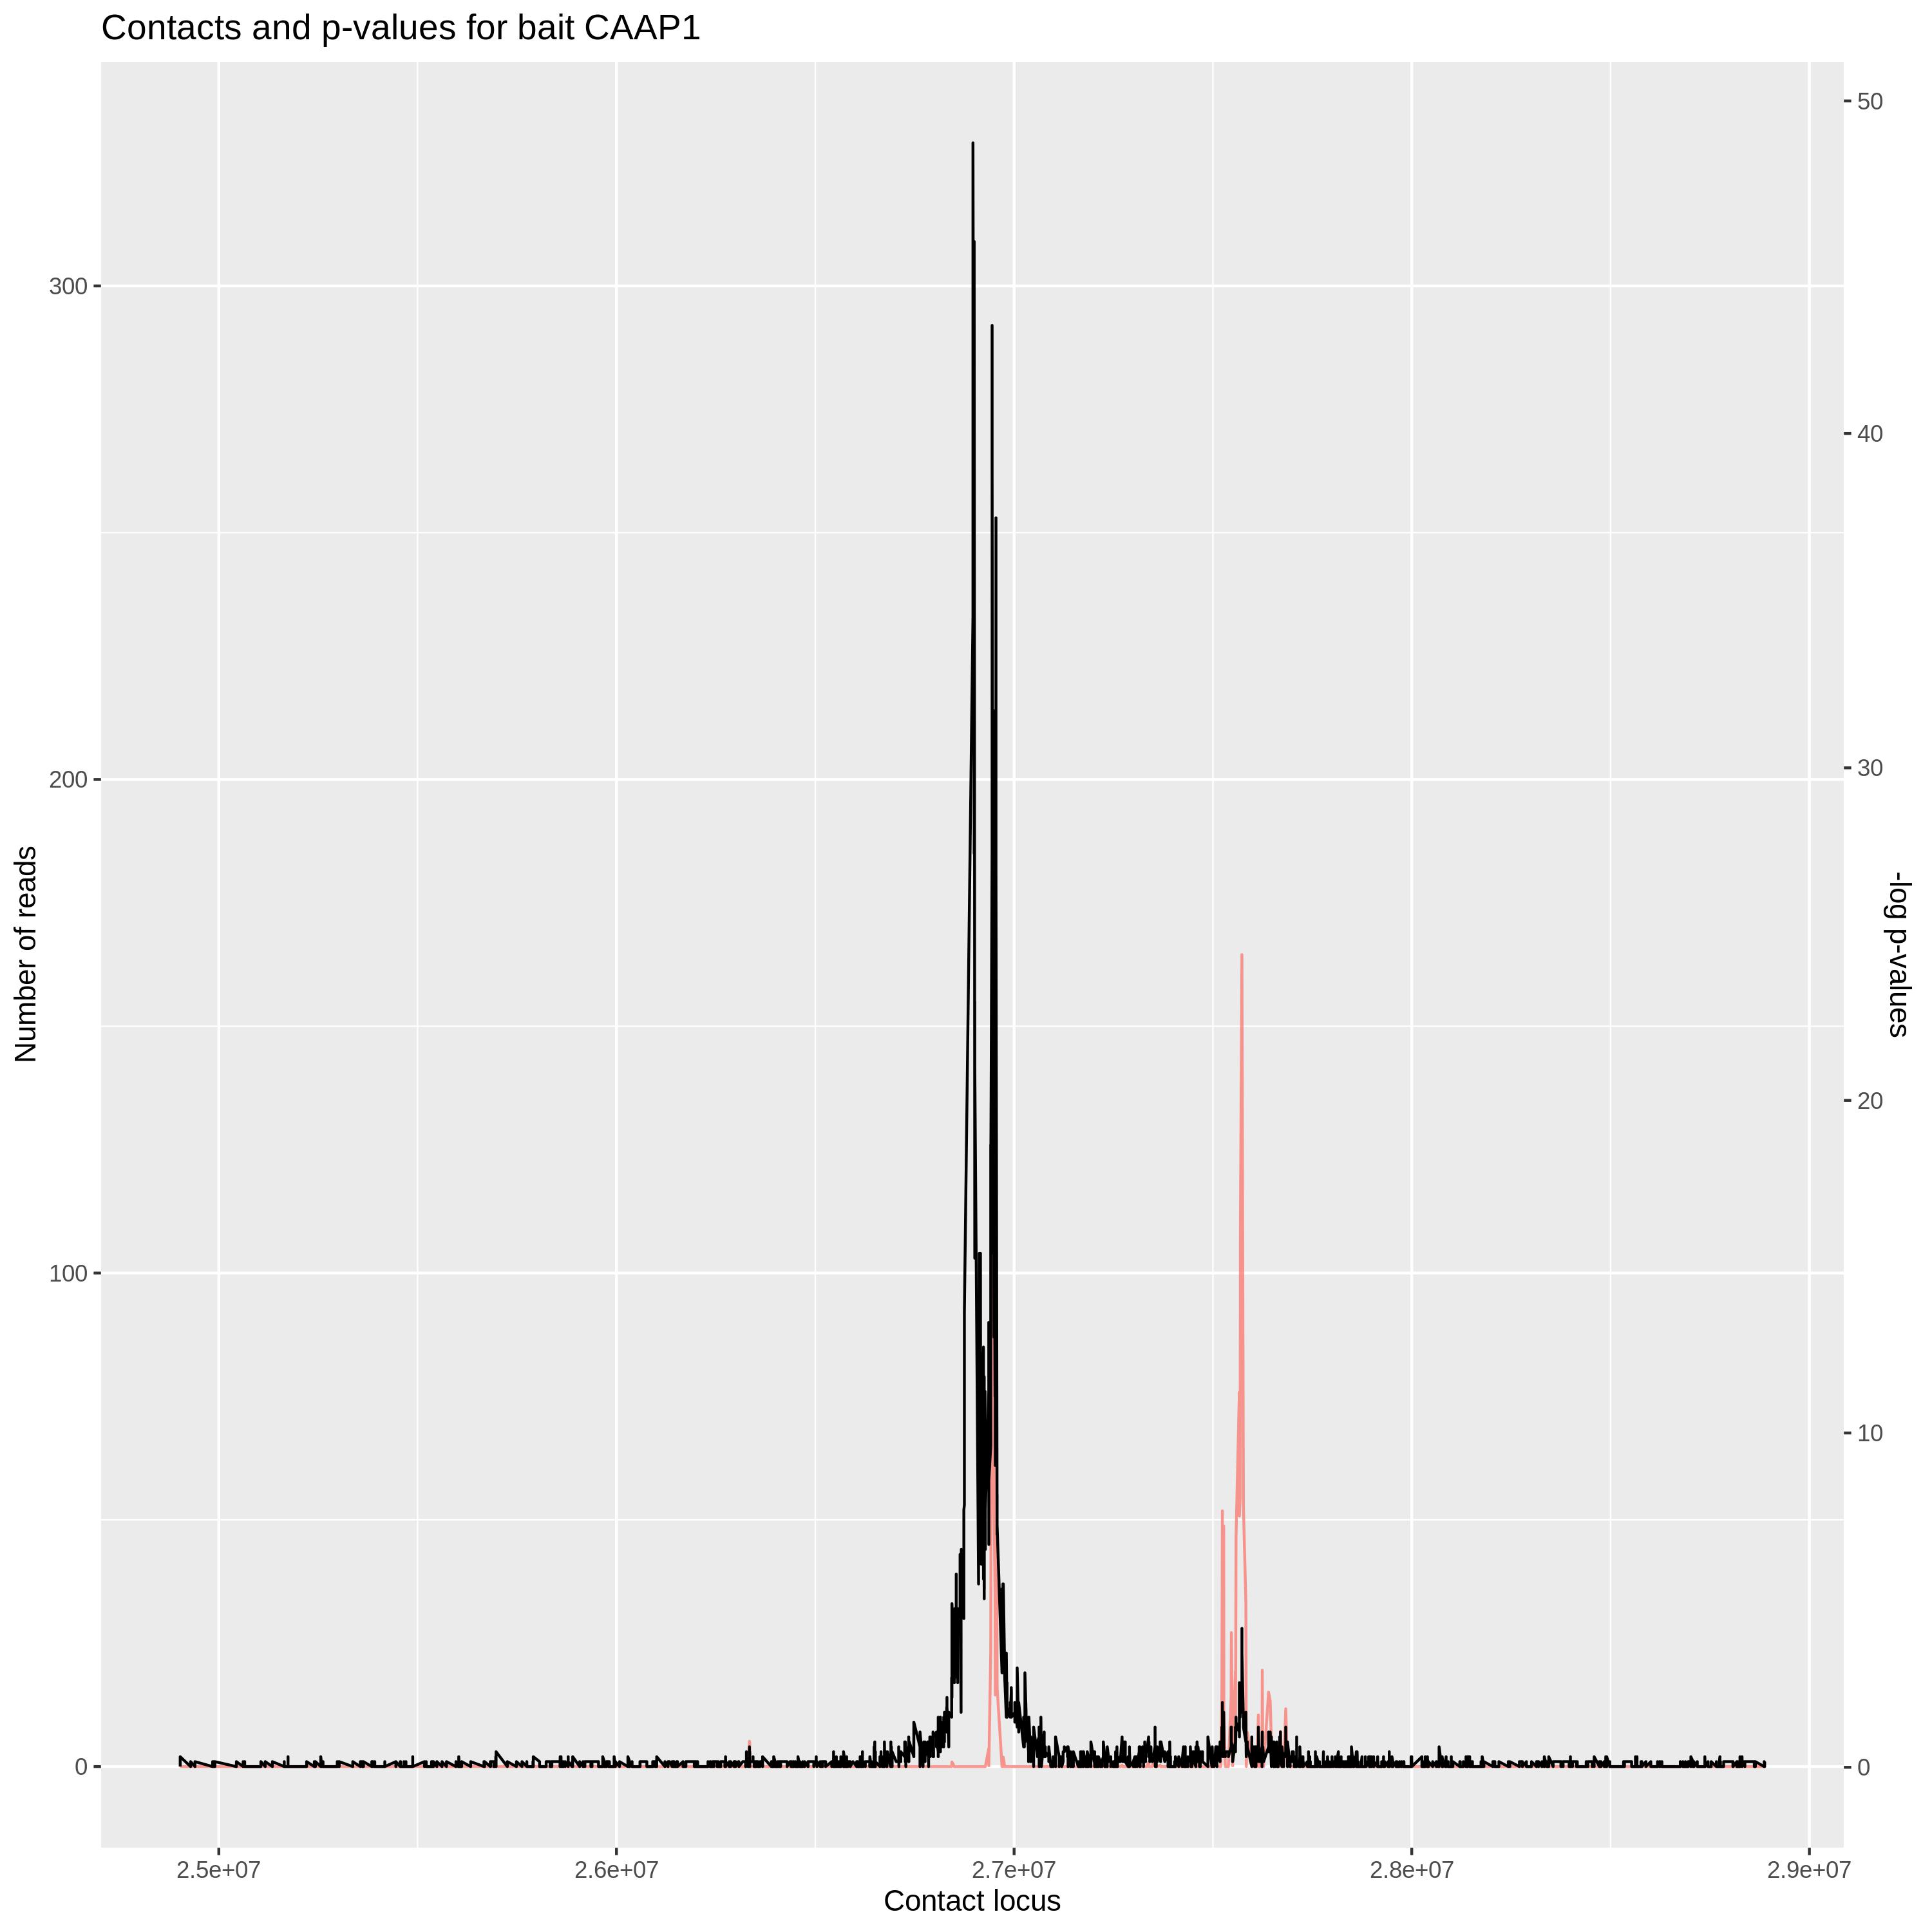 Contacts and p-values for bait CAAP1
300
200
100
0
Number of reads
50
40
30
20
10
0
-log p-values
2.5e+07 2.6e+07 2.7e+07 2.8e+07 2.9e+07
Contact locus